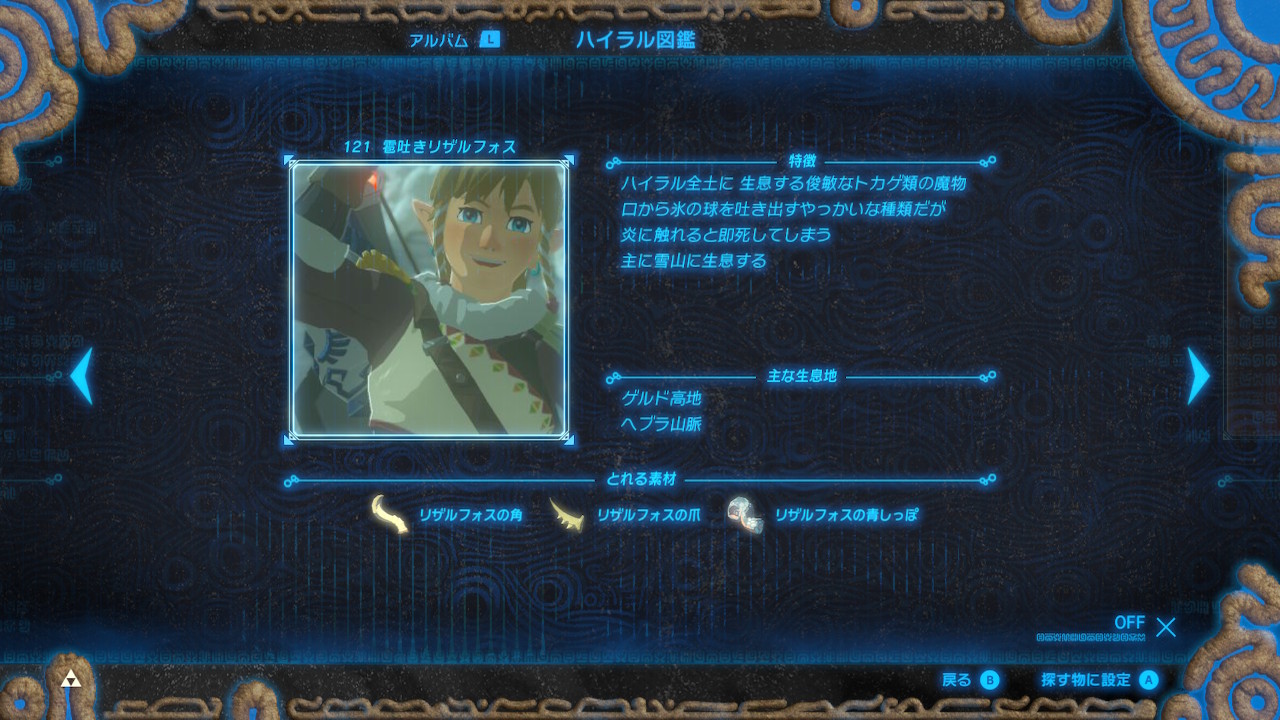 アルバム L
ハイラル図鑑
121 雹吐きリザルフォス
特徴
ハイラル全土に 生息する俊敏なトカゲ類の魔物
口から氷の球を吐き出すやっかいな種類だが
炎に触れると即死してしまう
主に雪山に生息する
主な生息地
ゲルド高地
ヘブラ山脈
とれる素材
リザルフォスの角
リザルフォスの爪
リザルフォスの青しっぽ
OFF
戻る B
探す物に設定 A